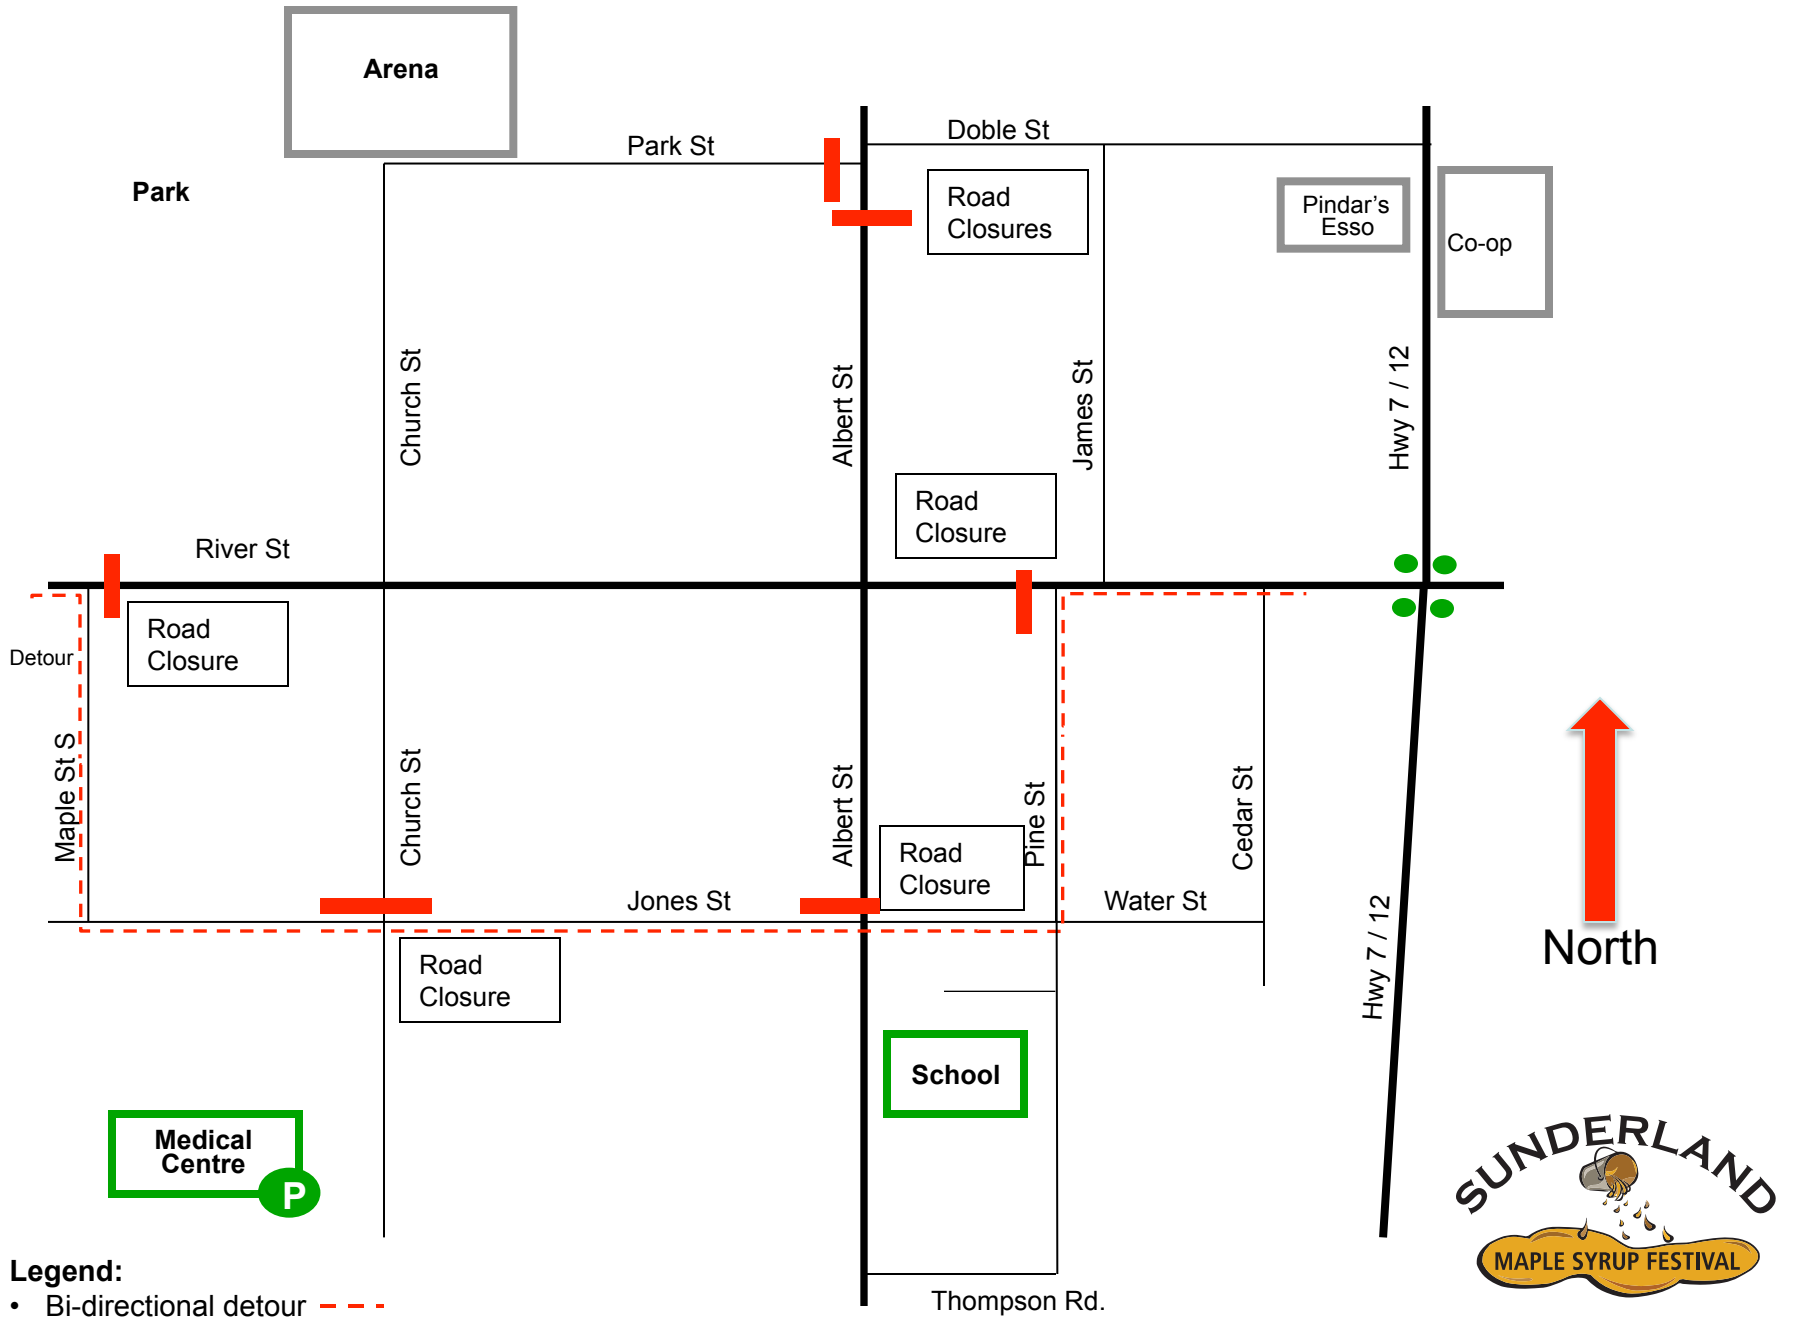 Arena
Park St
Doble St
Park
Road
Closures
Pindar's
Esso
Co-op
Church St
Albert St
James St
Hwy 7 / 12
Road
Closure
River St
Road
Closure
Detour
Maple St S
Church St
Albert St
Pine St
Cedar St
Road
Closure
Jones St
Water St
Hwy 7 / 12
North
Road
Closure
School
Medical
Centre
P
SUNDERLAND
MAPLE SYRUP FESTIVAL
Legend:
• Bi-directional detour
Thompson Rd.